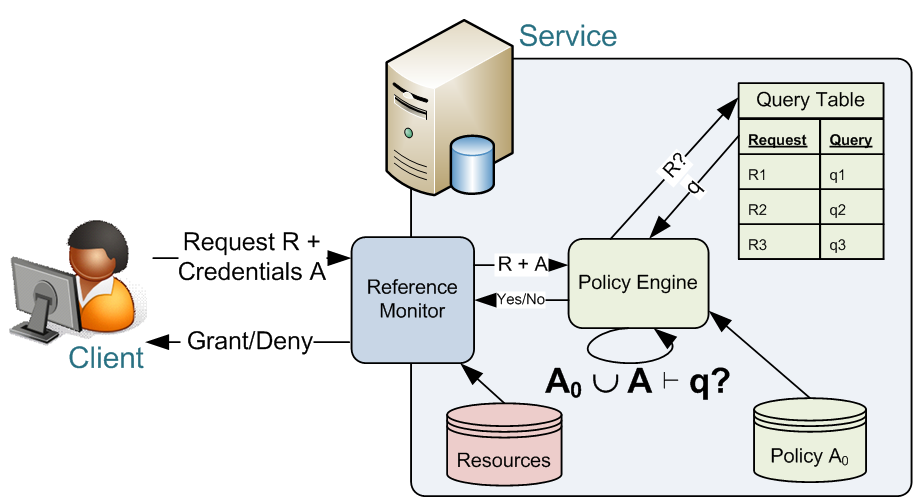 Service
Query Table
Request Query
R1 q1
R2 q2
R3 q3
R?
q
Request R +
Credentials A
Reference
Monitor
R + A
Yes/No
Policy Engine
Grant/Deny
Client
A₀ ∪ A ⊢ q?
Resources
Policy A₀